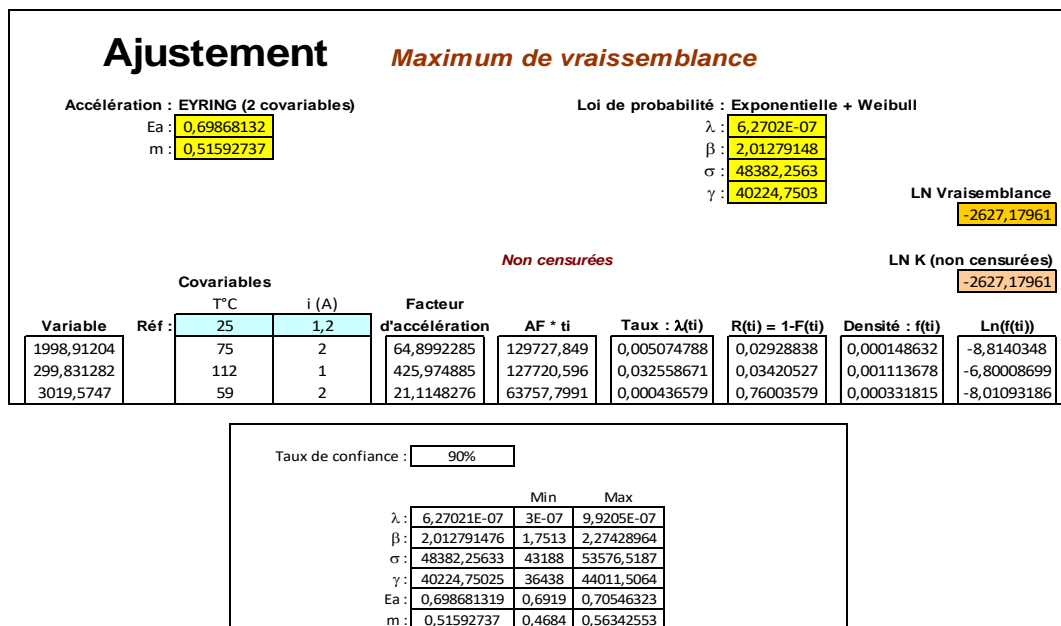 Ajustement Maximum de vraissemblance
Accélération : EYRING (2 covariables) Loi de probabilité : Exponentielle + Weibull
Ea : 0,69868132 λ : 6,2702E-07
m : 0,51592737 β : 2,01279148
σ : 48382,2563
γ : 40224,7503 LN Vraisemblance
-2627,17961
Non censurées LN K (non censurées)
Covariables -2627,17961
T°C i (A) Facteur
Variable Réf : 25 1,2 d'accélération AF * ti Taux : λ(ti) R(ti) = 1-F(ti) Densité : f(ti) Ln(f(ti))
1998,91204 75 2 64,8992285 129727,849 0,005074788 0,02928838 0,000148632 -8,8140348
299,831282 112 1 425,974885 127720,596 0,032558671 0,03420527 0,001113678 -6,80008699
3019,5747 59 2 21,1148276 63757,7991 0,000436579 0,76003579 0,000331815 -8,01093186
Taux de confiance : 90%
Min Max
λ : 6,27021E-07 3E-07 9,9205E-07
β : 2,012791476 1,7513 2,27428964
σ : 48382,25633 43188 53576,5187
γ : 40224,75025 36438 44011,5064
Ea : 0,698681319 0,6919 0,70546323
m : 0,51592737 0,4684 0,56342553